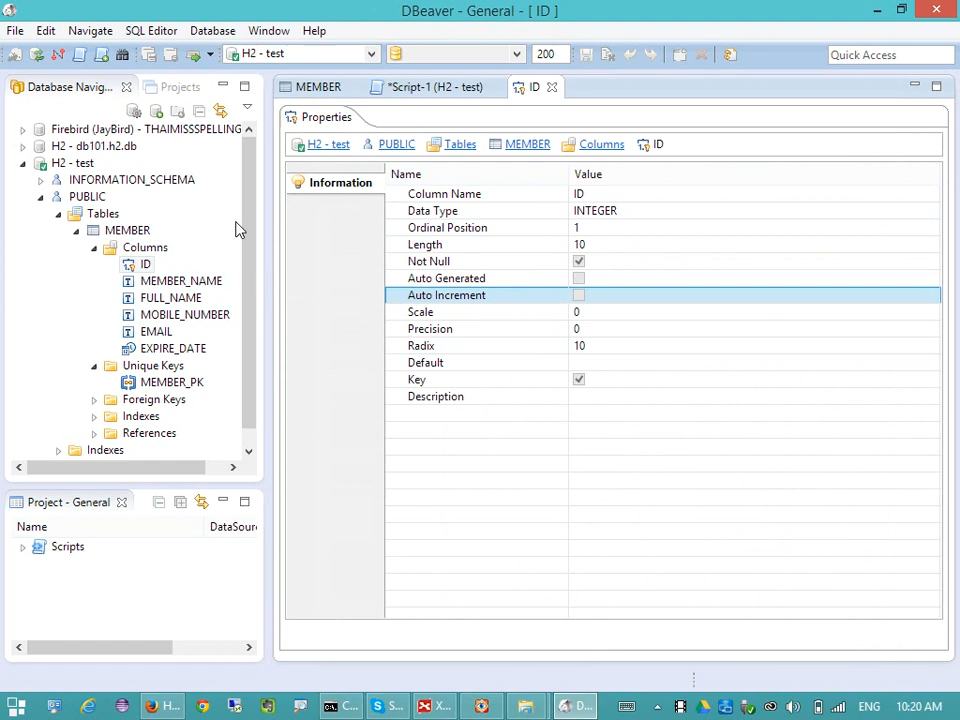 DBeaver - General - [ ID ]
File Edit Navigate SQL Editor Database Window Help
H2 - test 200 Quick Access
Database Navig... Projects
MEMBER *Script-1 (H2 - test) ID
Properties
H2 - test PUBLIC Tables MEMBER Columns ID
Firebird (JayBird) - THAIMISSSPELLING
H2 - db101.h2.db
H2 - test
INFORMATION_SCHEMA
PUBLIC
Tables
MEMBER
Columns
ID
MEMBER_NAME
FULL_NAME
MOBILE_NUMBER
EMAIL
EXPIRE_DATE
Unique Keys
MEMBER_PK
Foreign Keys
Indexes
References
Indexes
Information
Name Value
Column Name ID
Data Type INTEGER
Ordinal Position 1
Length 10
Not Null
Auto Generated
Auto Increment
Scale 0
Precision 0
Radix 10
Default
Key
Description
Project - General
Name DataSour
Scripts
H... C... S... X... D... ENG 10:20 AM